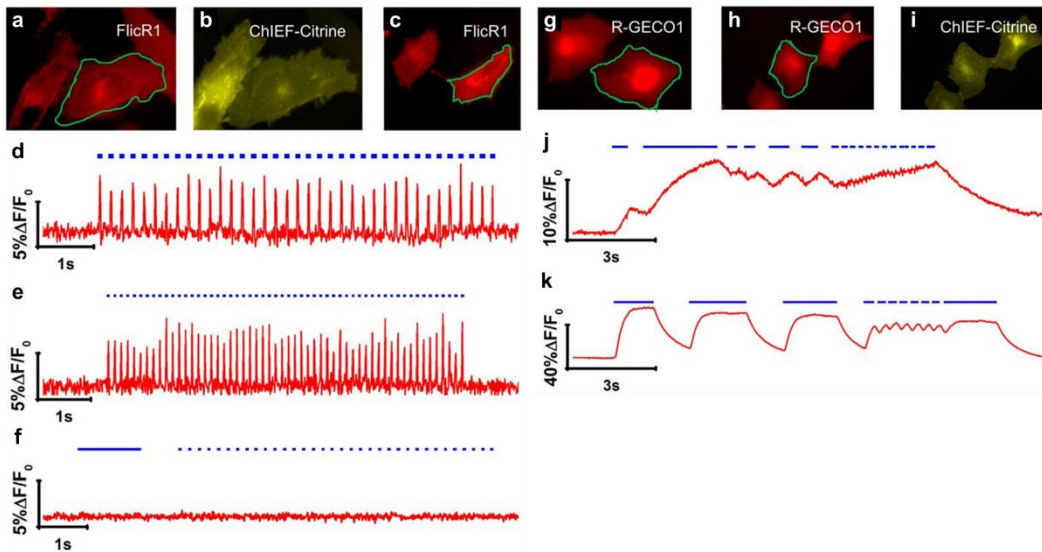 a FlicR1
b ChIEF-Citrine
c FlicR1
g R-GECO1
h R-GECO1
i ChIEF-Citrine
d
5%ΔF/F₀
1s
e
5%ΔF/F₀
1s
f
5%ΔF/F₀
1s
j
10%ΔF/F₀
3s
k
40%ΔF/F₀
3s